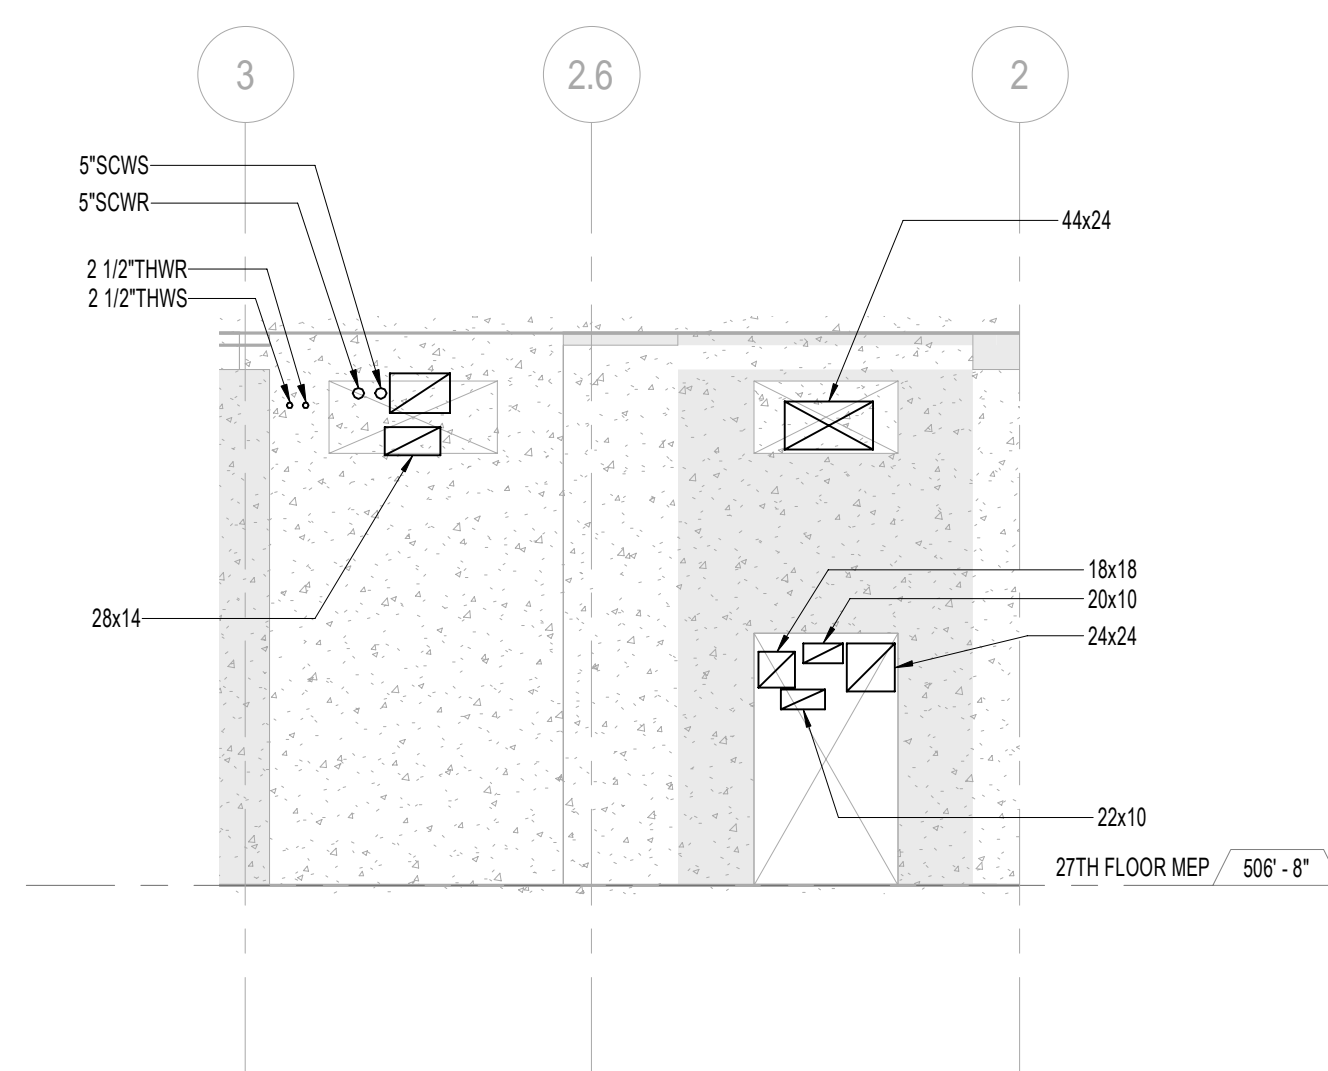 3
2.6
2
5"SCWS
5"SCWR
44x24
2 1/2"THWR
2 1/2"THWS
18x18
20x10
28x14
24x24
22x10
27TH FLOOR MEP 506' - 8"